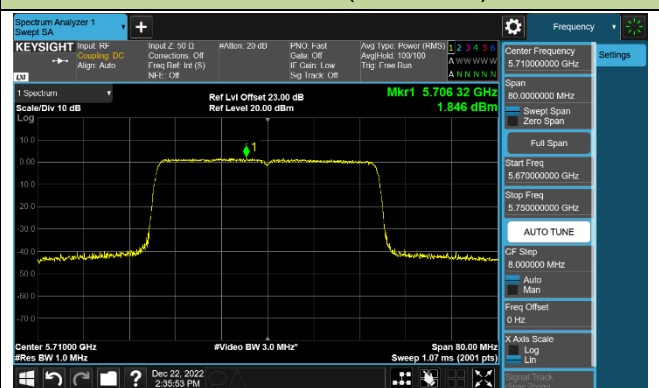 Spectrum Analyzer 1
Swept SA
Frequency
KEYSIGHT
Input: RF
Coupling: DC
Align: Auto
Input Z: 50 Ω
Corrections: Off
Freq Ref: Int (S)
NFE: Off
#Atten: 20 dB
PNO: Fast
Gate: Off
IF Gain: Low
Sig Track: Off
Avg Type: Power (RMS)
Avg|Hold: 100/100
Trig: Free Run
1 2 3 4 5 6
A W W W W W
A N N N N N
LXI
1 Spectrum
Scale/Div 10 dB
Log
Ref Lvl Offset 23.00 dB
Ref Level 20.00 dBm
Mkr1 5.706 32 GHz
1.846 dBm
1
10.0
0.00
-10.0
-20.0
-30.0
-40.0
-50.0
-60.0
-70.0
Center 5.71000 GHz
#Res BW 1.0 MHz
#Video BW 3.0 MHz*
Span 80.00 MHz
Sweep 1.07 ms (2001 pts)
Dec 22, 2022
2:35:53 PM
Center Frequency
5.710000000 GHz
Settings
Span
80.0000000 MHz
Swept Span
Zero Span
Full Span
Start Freq
5.670000000 GHz
Stop Freq
5.750000000 GHz
AUTO TUNE
CF Step
8.000000 MHz
Auto
Man
Freq Offset
0 Hz
X Axis Scale
Log
Lin
Signal Track